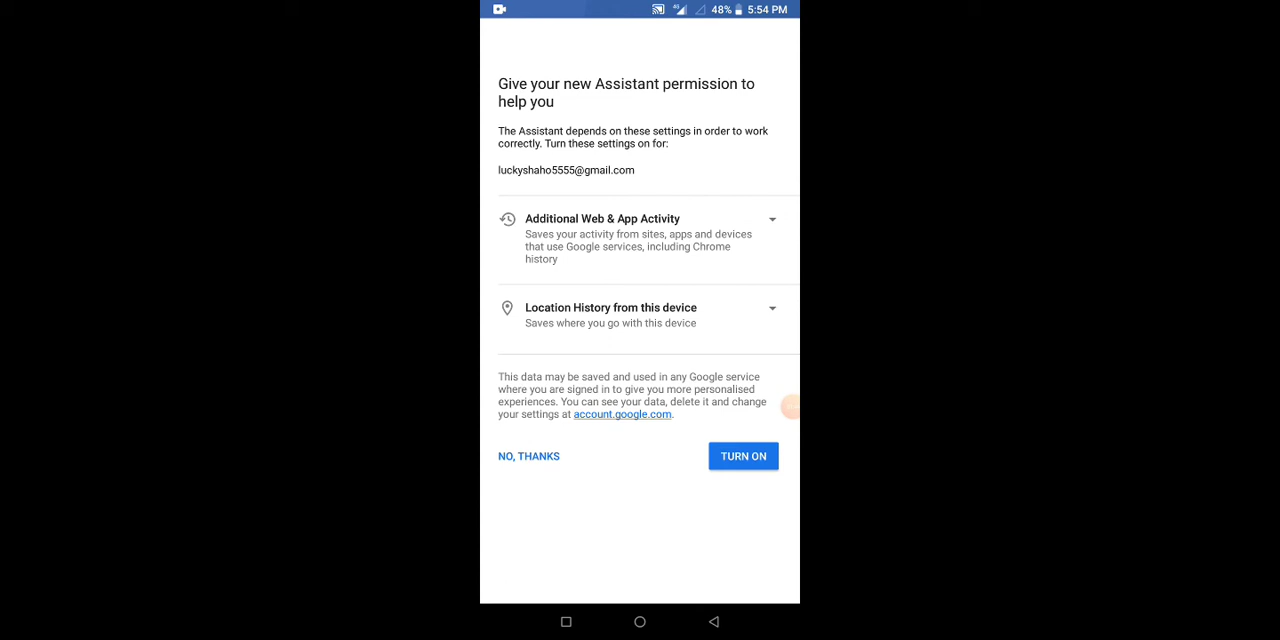 48% 5:54 PM
Give your new Assistant permission to
help you
The Assistant depends on these settings in order to work
correctly. Turn these settings on for:
luckyshaho5555@gmail.com
Additional Web & App Activity
Saves your activity from sites, apps and devices
that use Google services, including Chrome
history
Location History from this device
Saves where you go with this device
This data may be saved and used in any Google service
where you are signed in to give you more personalised
experiences. You can see your data, delete it and change
your settings at account.google.com.
NO, THANKS
TURN ON